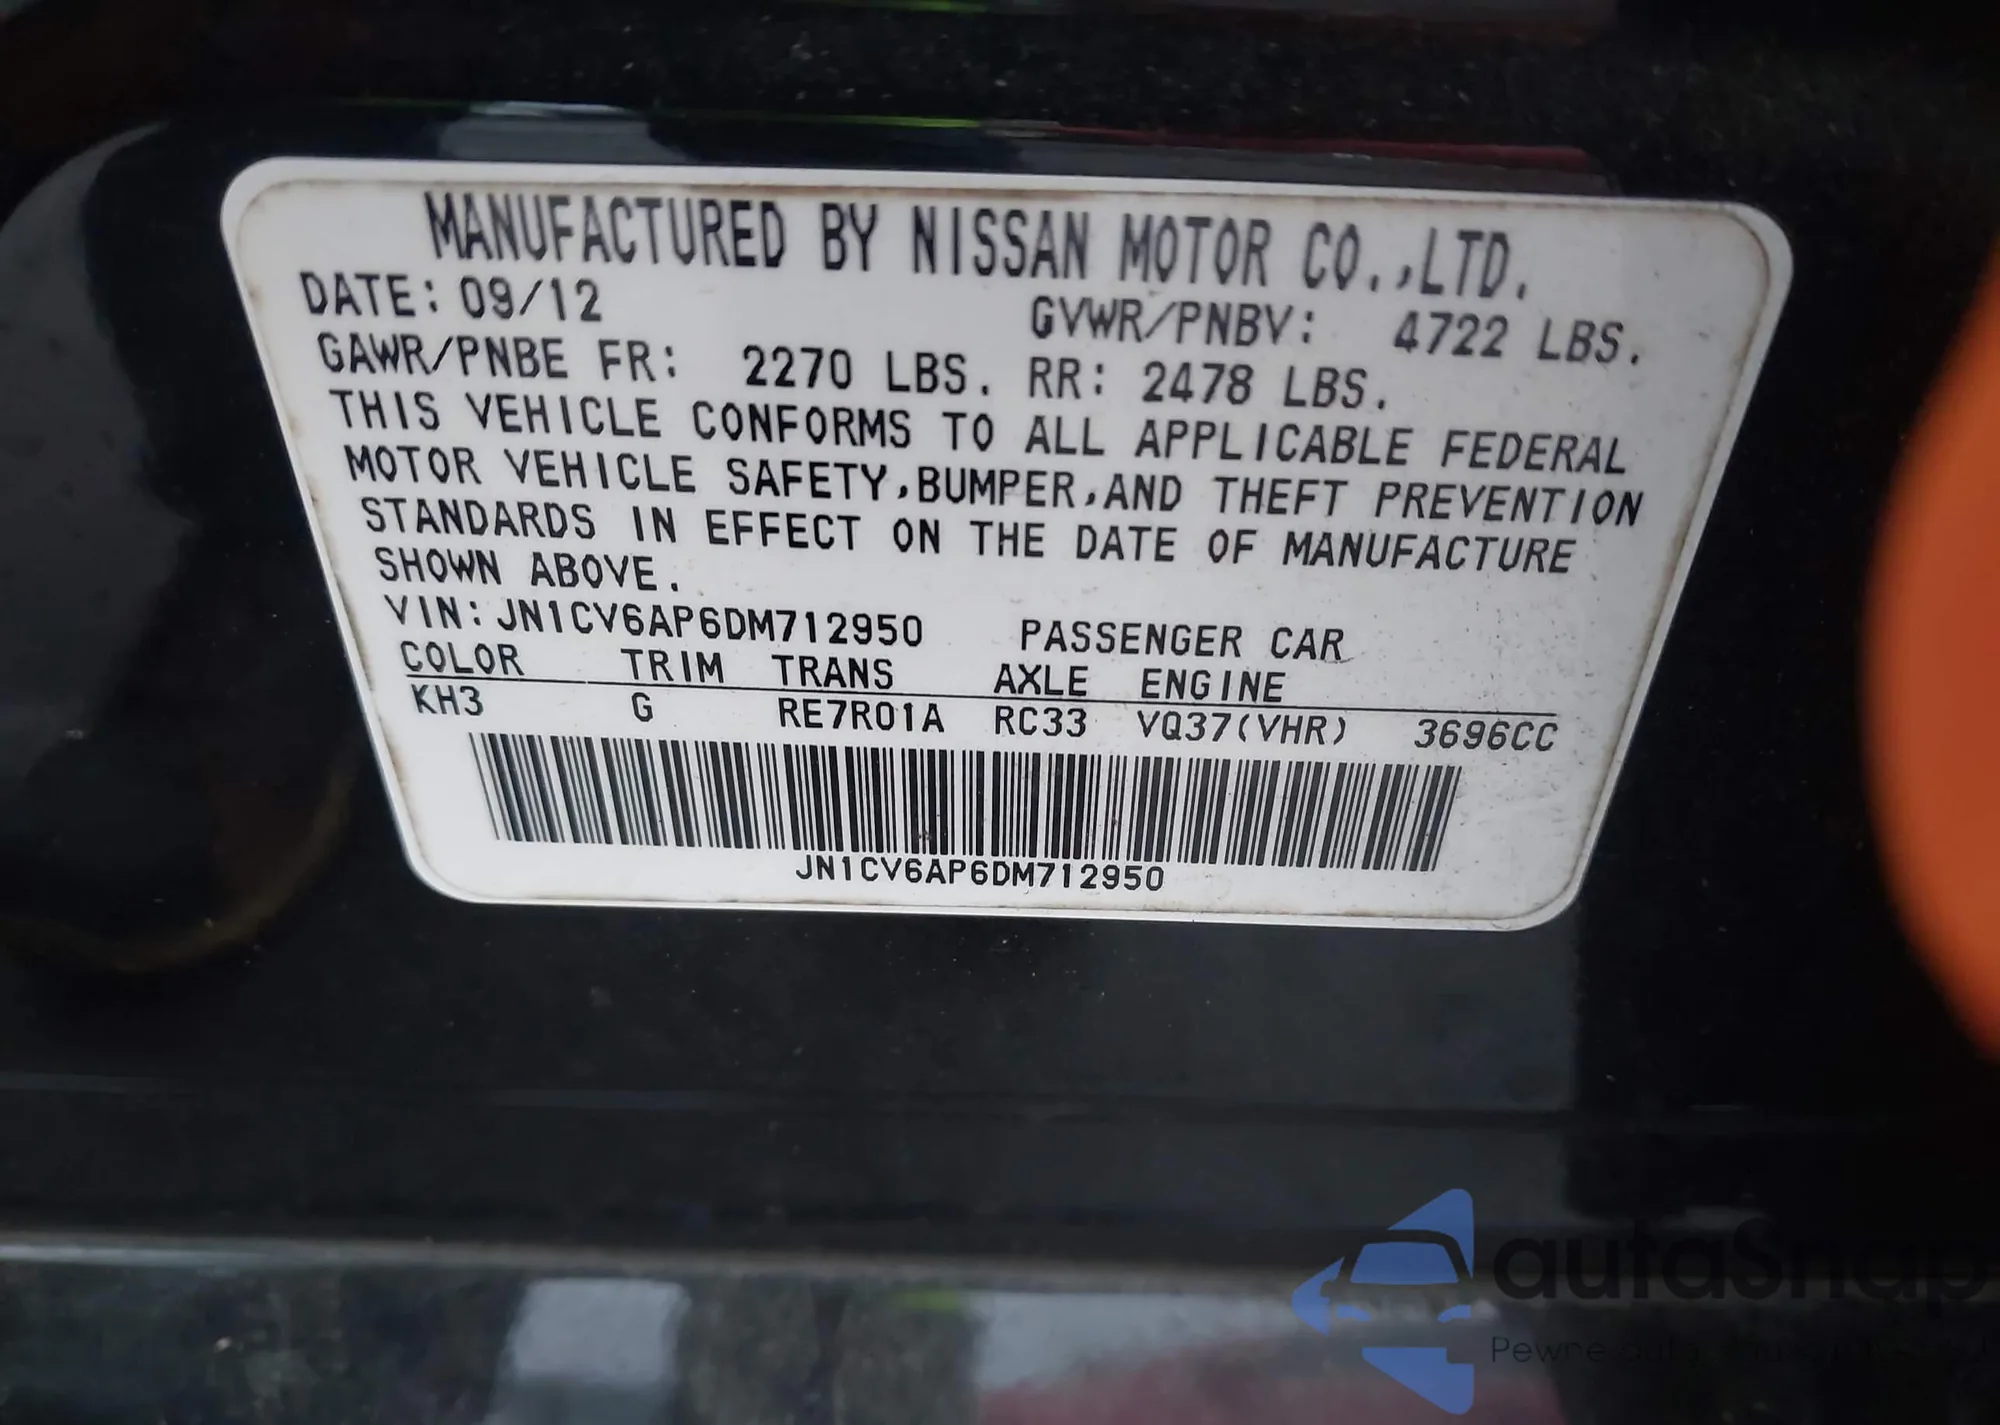 MANUFACTURED BY NISSAN MOTOR CO.,LTD.
DATE: 09/12 GVWR/PNBV: 4722 LBS.
GAWR/PNBE FR: 2270 LBS. RR: 2478 LBS.
THIS VEHICLE CONFORMS TO ALL APPLICABLE FEDERAL
MOTOR VEHICLE SAFETY,BUMPER,AND THEFT PREVENTION
STANDARDS IN EFFECT ON THE DATE OF MANUFACTURE
SHOWN ABOVE.
VIN:JN1CV6AP6DM712950 PASSENGER CAR
COLOR TRIM TRANS AXLE ENGINE
KH3 G RE7R01A RC33 VQ37(VHR) 3696CC
JN1CV6AP6DM712950
autaSnap
Pewne auta